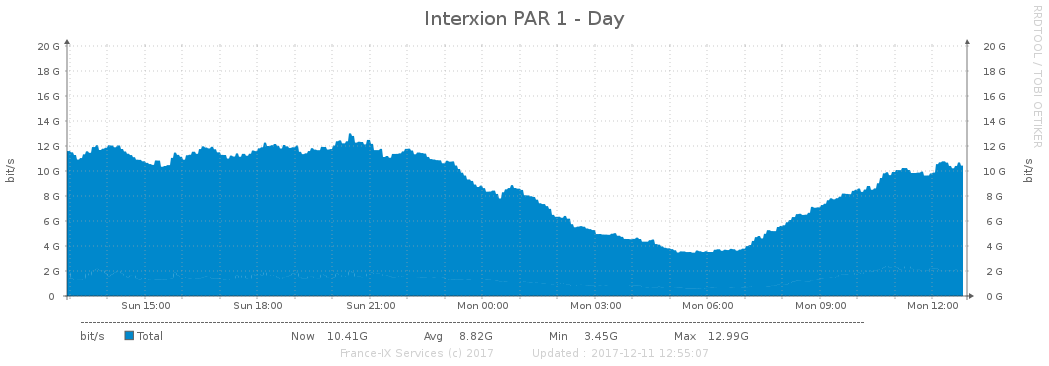 Interxion PAR 1 - Day
RRDTOOL / TOBI OETIKER
bit/s
20 G 20 G
18 G 18 G
16 G 16 G
14 G 14 G
12 G 12 G
10 G 10 G
8 G 8 G
6 G 6 G
4 G 4 G
2 G 2 G
0 0 G
bit/s
Sun 15:00 Sun 18:00 Sun 21:00 Mon 00:00 Mon 03:00 Mon 06:00 Mon 09:00 Mon 12:00
bit/s Total Now 10.41G Avg 8.82G Min 3.45G Max 12.99G
France-IX Services (c) 2017 Updated : 2017-12-11 12:55:07